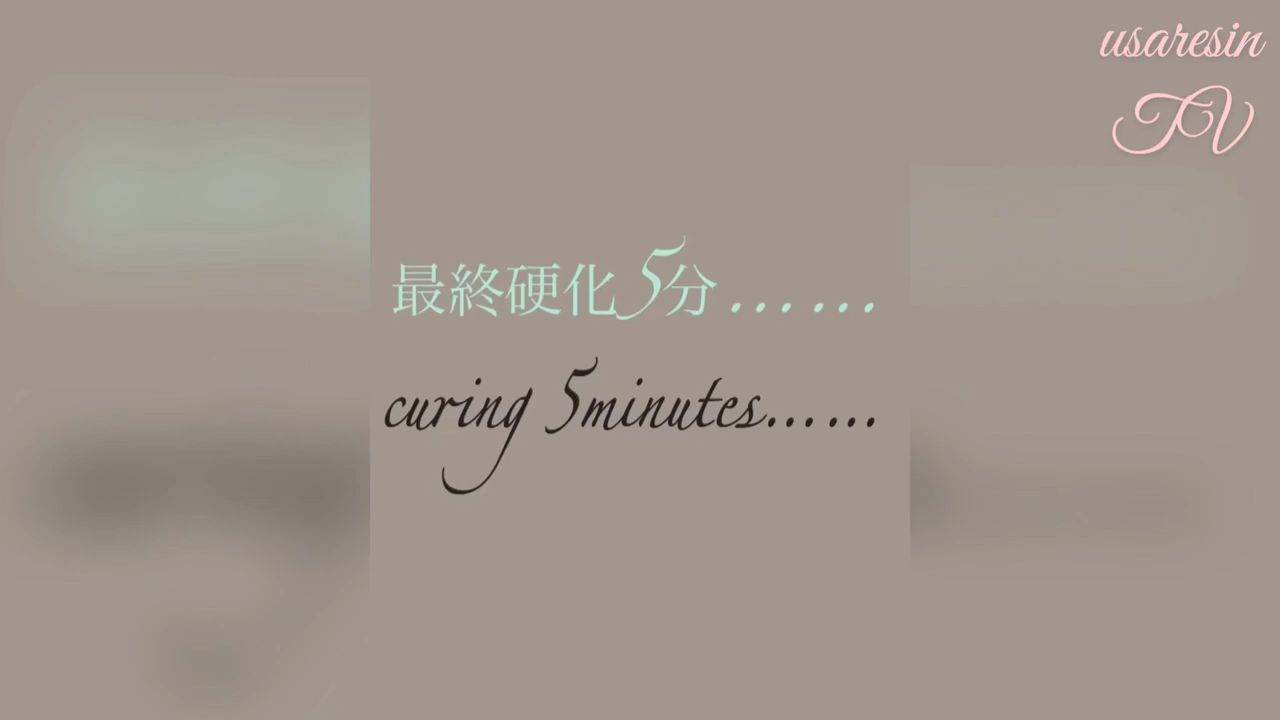 usaresin
TV
最終硬化5分……
curing 5minutes……